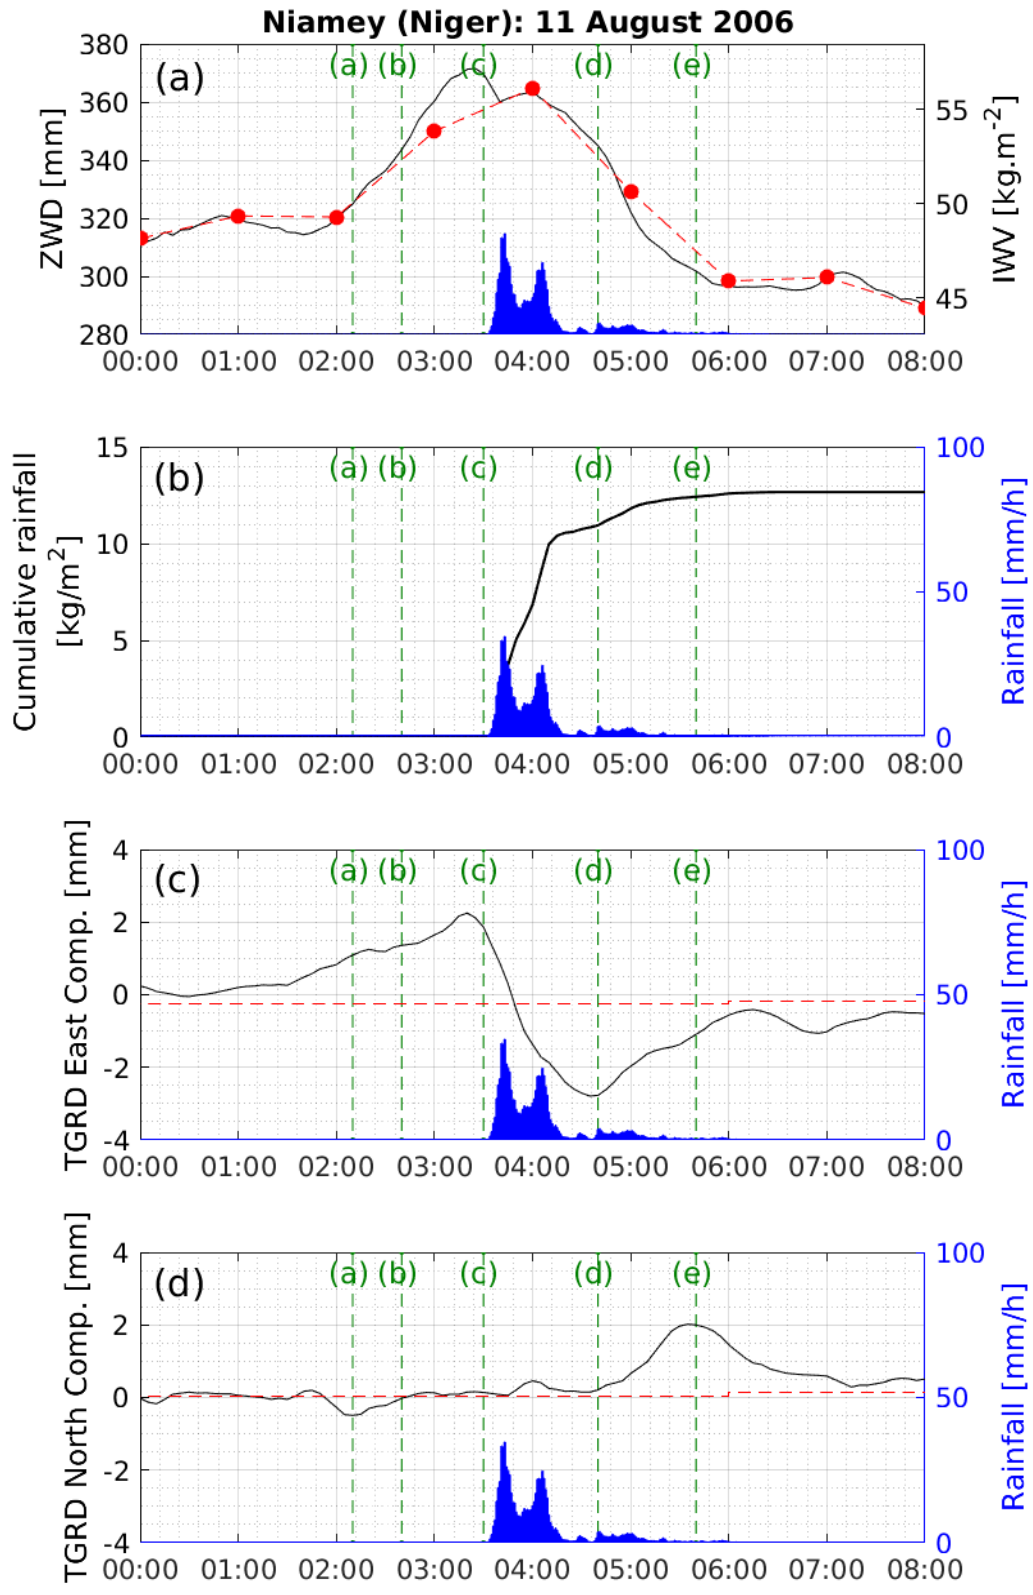 Niamey (Niger): 11 August 2006
(a)
(a) (b) (c) (d) (e)
ZWD [mm]
380
360
340
320
300
280
55
50
45
IWV [kg.m-2]
00:00 01:00 02:00 03:00 04:00 05:00 06:00 07:00 08:00
(b)
(a) (b) (c) (d) (e)
Cumulative rainfall
[kg/m2]
15
10
5
0
100
50
0
Rainfall [mm/h]
00:00 01:00 02:00 03:00 04:00 05:00 06:00 07:00 08:00
(c)
(a) (b) (c) (d) (e)
TGRD East Comp. [mm]
4
2
0
-2
-4
100
50
0
Rainfall [mm/h]
00:00 01:00 02:00 03:00 04:00 05:00 06:00 07:00 08:00
(d)
(a) (b) (c) (d) (e)
TGRD North Comp. [mm]
4
2
0
-2
-4
100
50
0
Rainfall [mm/h]
00:00 01:00 02:00 03:00 04:00 05:00 06:00 07:00 08:00